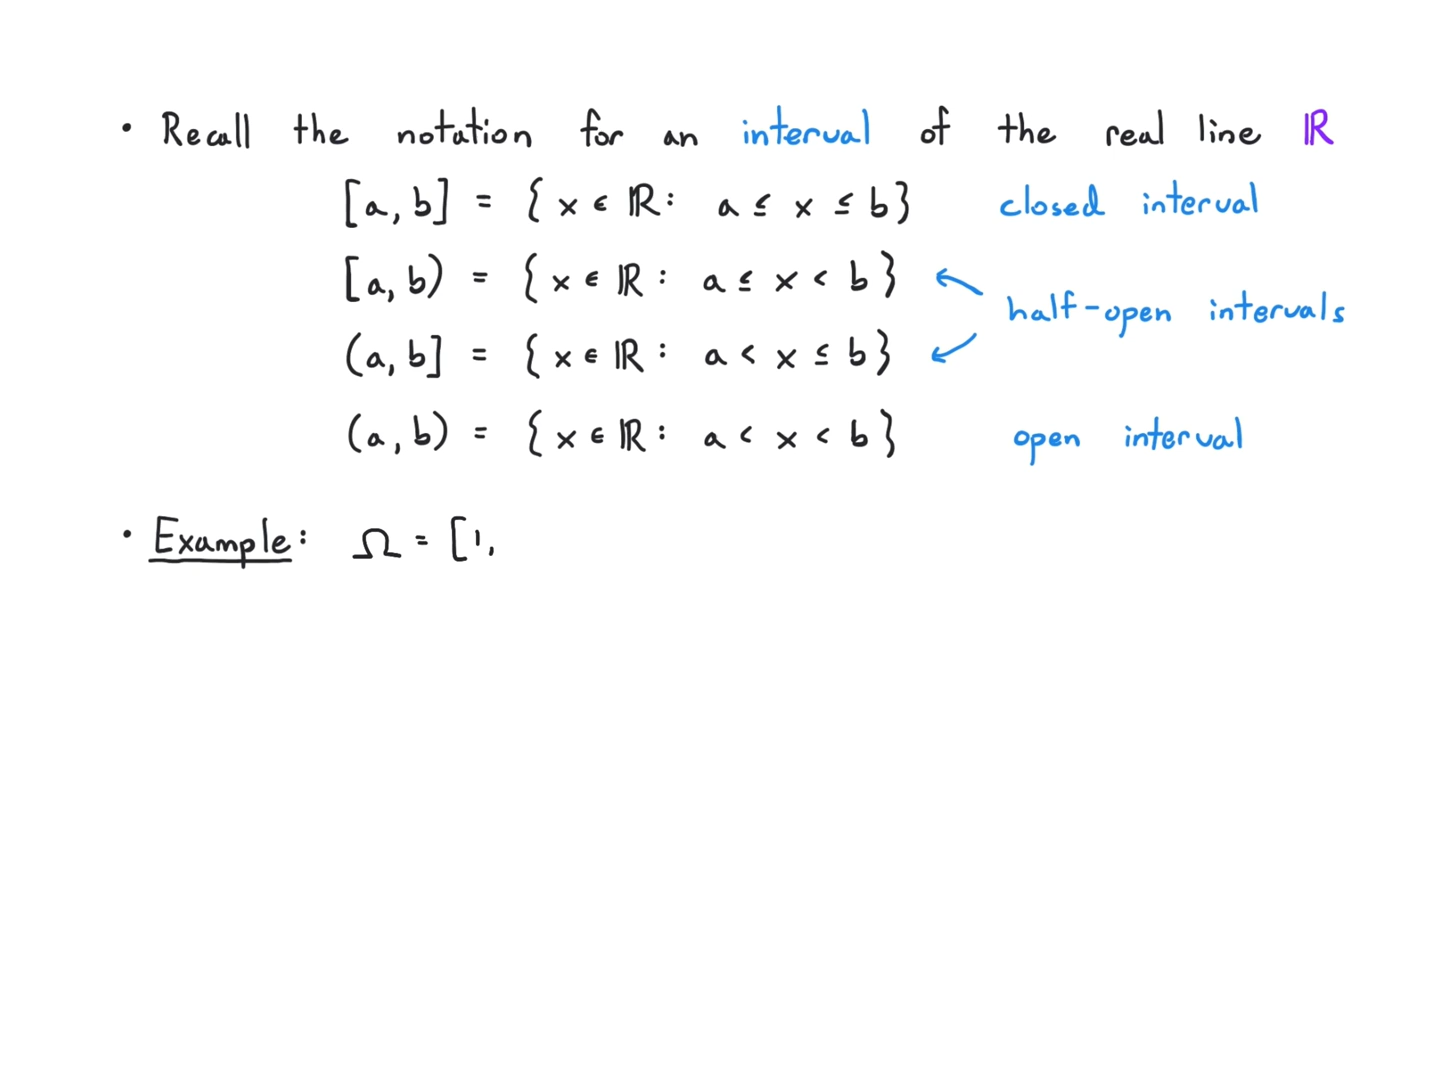 • Recall the notation for an interval of the real line ℝ
[a, b] = { x ∈ ℝ : a ≤ x ≤ b } closed interval
[a, b) = { x ∈ ℝ : a ≤ x < b }
half-open intervals
(a, b] = { x ∈ ℝ : a < x ≤ b }
(a, b) = { x ∈ ℝ : a < x < b } open interval
• Example: Ω = [1,